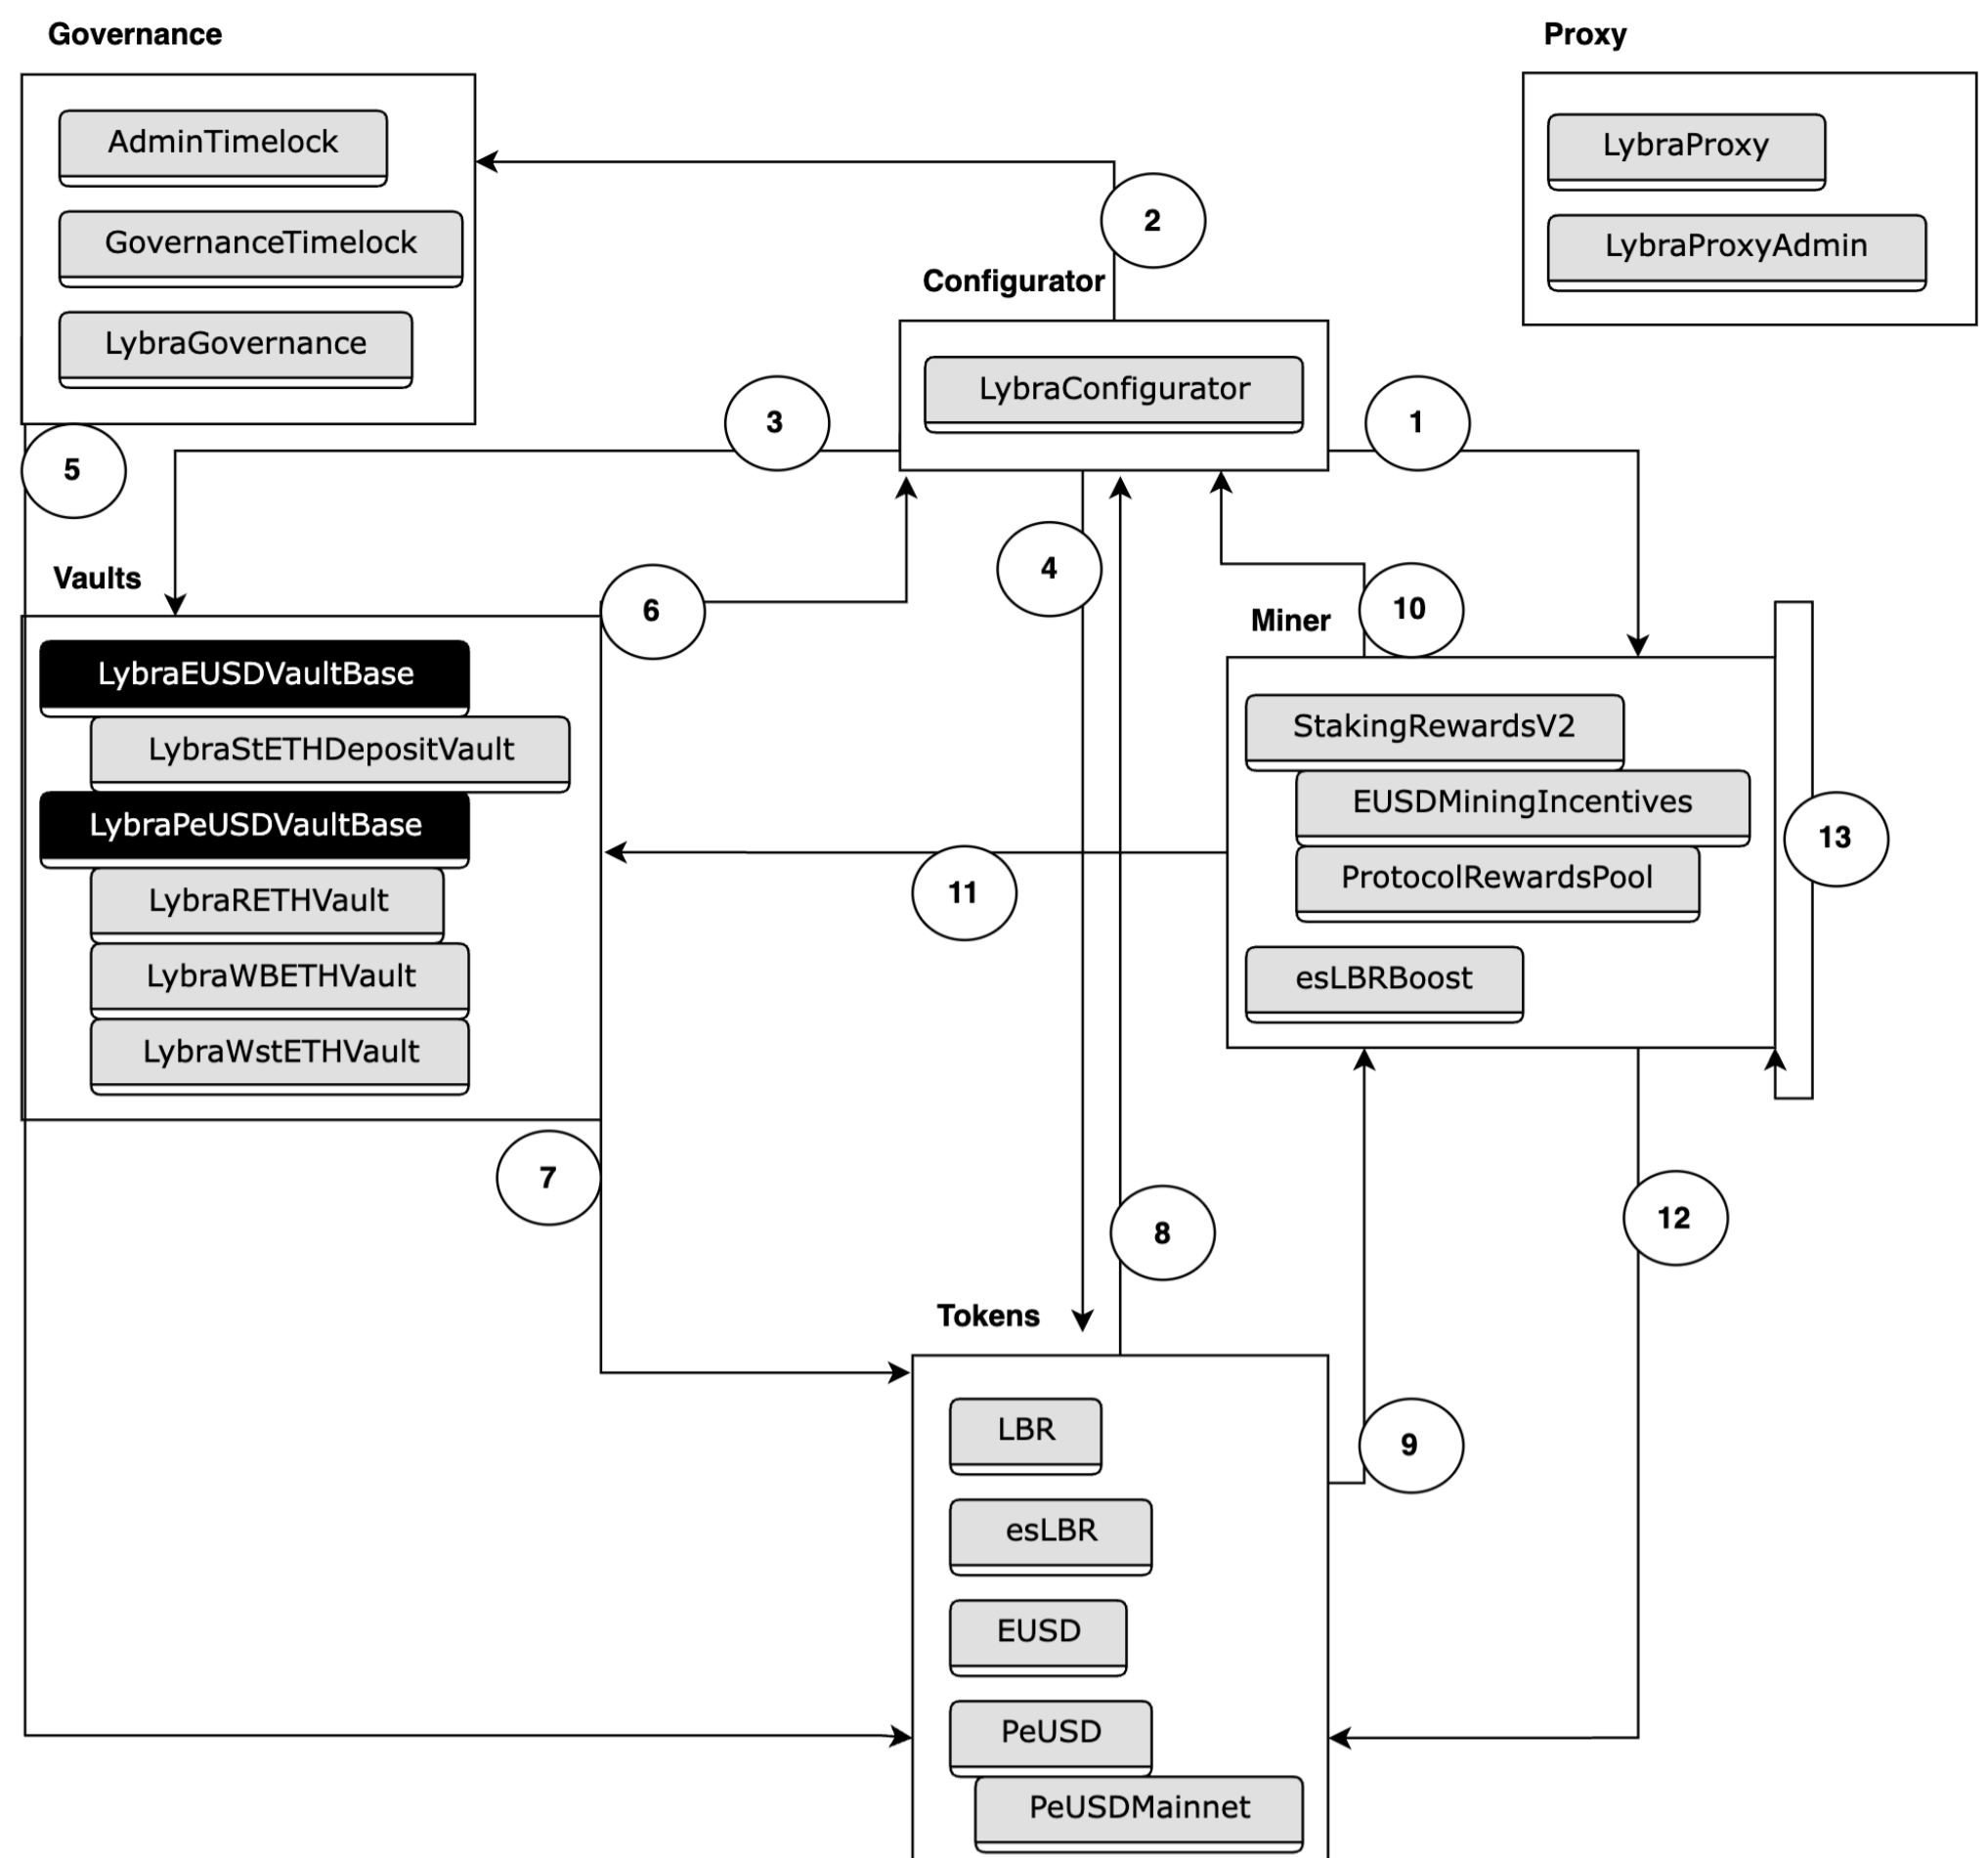 Governance
AdminTimelock
GovernanceTimelock
LybraGovernance
Proxy
LybraProxy
LybraProxyAdmin
2
Configurator
LybraConfigurator
3
1
5
4
6
10
Vaults
LybraEUSDVaultBase
LybraStETHDepositVault
LybraPeUSDVaultBase
LybraRETHVault
LybraWBETHVault
LybraWstETHVault
Miner
StakingRewardsV2
EUSDMiningIncentives
ProtocolRewardsPool
esLBRBoost
13
11
7
8
12
9
Tokens
LBR
esLBR
EUSD
PeUSD
PeUSDMainnet